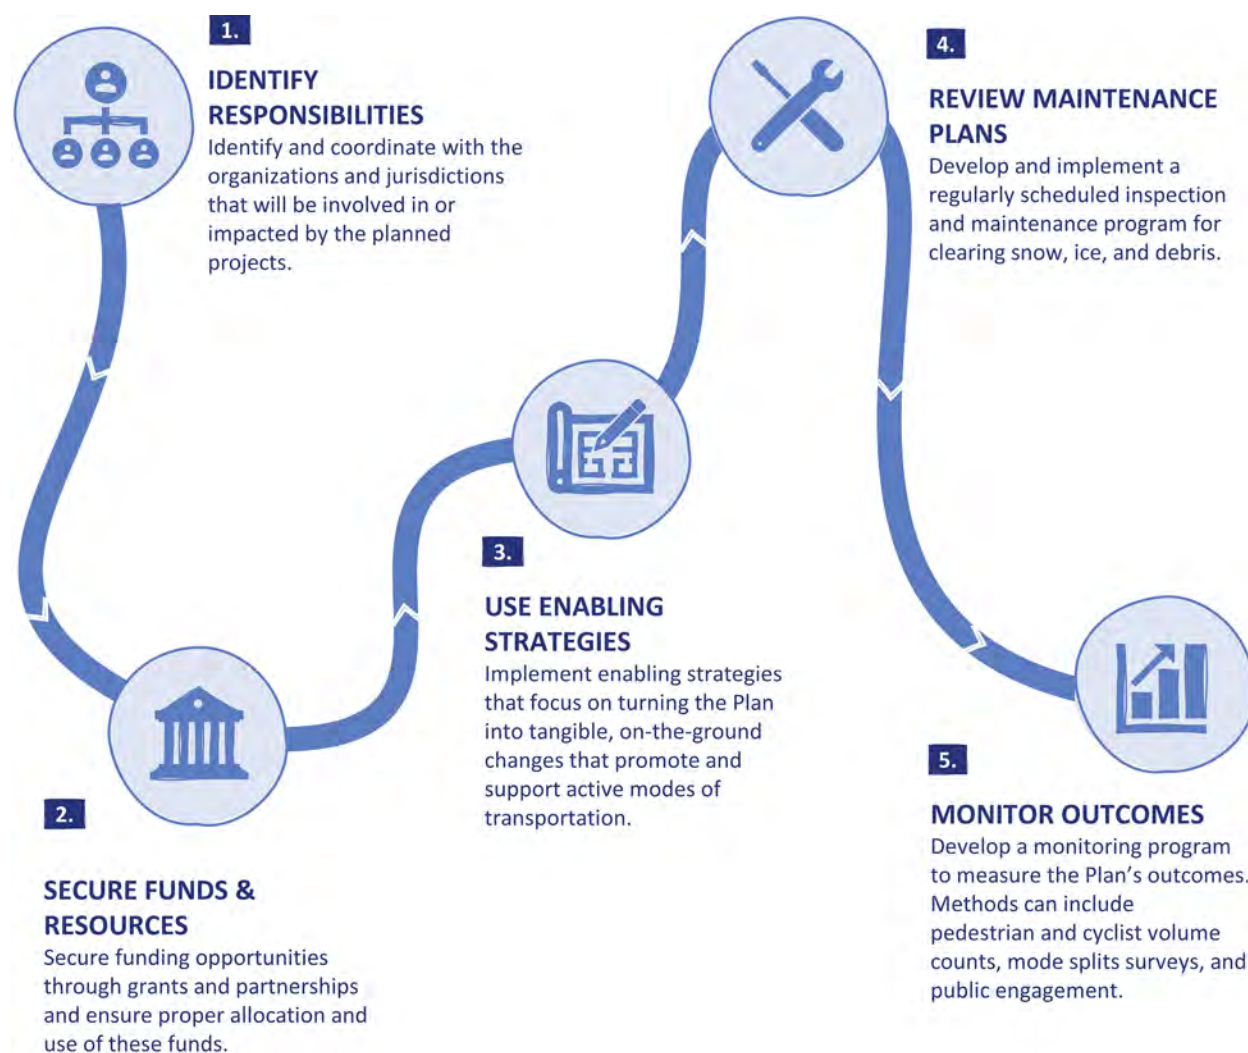 1.
IDENTIFY
RESPONSIBILITIES
Identify and coordinate with the
organizations and jurisdictions
that will be involved in or
impacted by the planned
projects.
2.
SECURE FUNDS &
RESOURCES
Secure funding opportunities
through grants and partnerships
and ensure proper allocation and
use of these funds.
3.
USE ENABLING
STRATEGIES
Implement enabling strategies
that focus on turning the Plan
into tangible, on-the-ground
changes that promote and
support active modes of
transportation.
4.
REVIEW MAINTENANCE
PLANS
Develop and implement a
regularly scheduled inspection
and maintenance program for
clearing snow, ice, and debris.
5.
MONITOR OUTCOMES
Develop a monitoring program
to measure the Plan's outcomes.
Methods can include
pedestrian and cyclist volume
counts, mode splits surveys, and
public engagement.